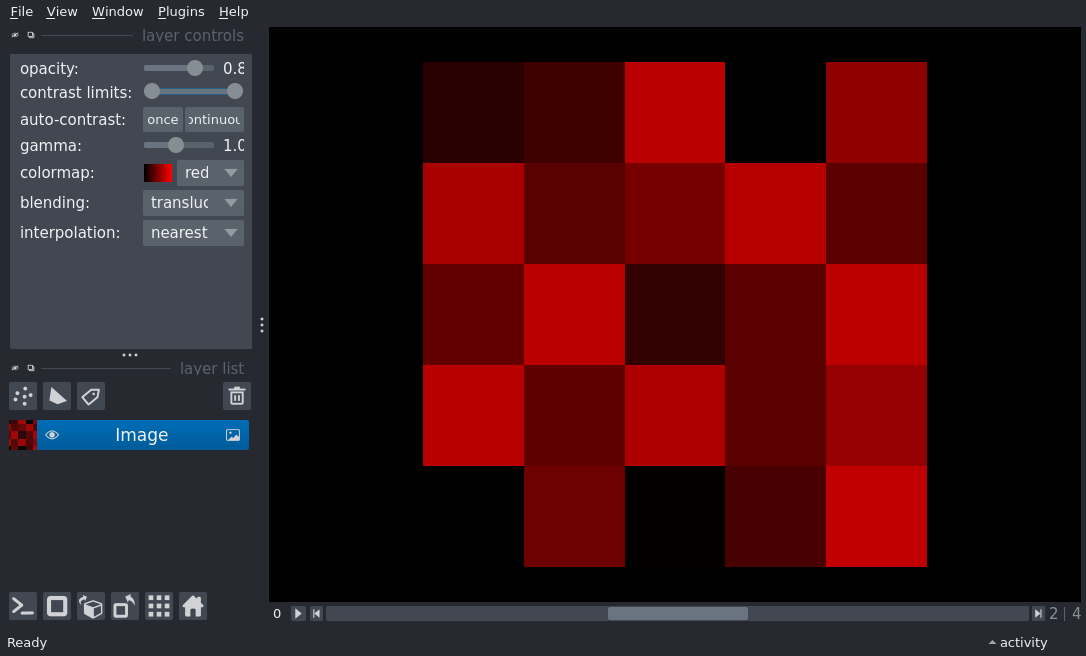 File View Window Plugins Help
layer controls
opacity: 0.8
contrast limits:
auto-contrast: once ontinuou
gamma: 1.0
colormap: red
blending: transluc
interpolation: nearest
layer list
Image
0 2 | 4
Ready activity